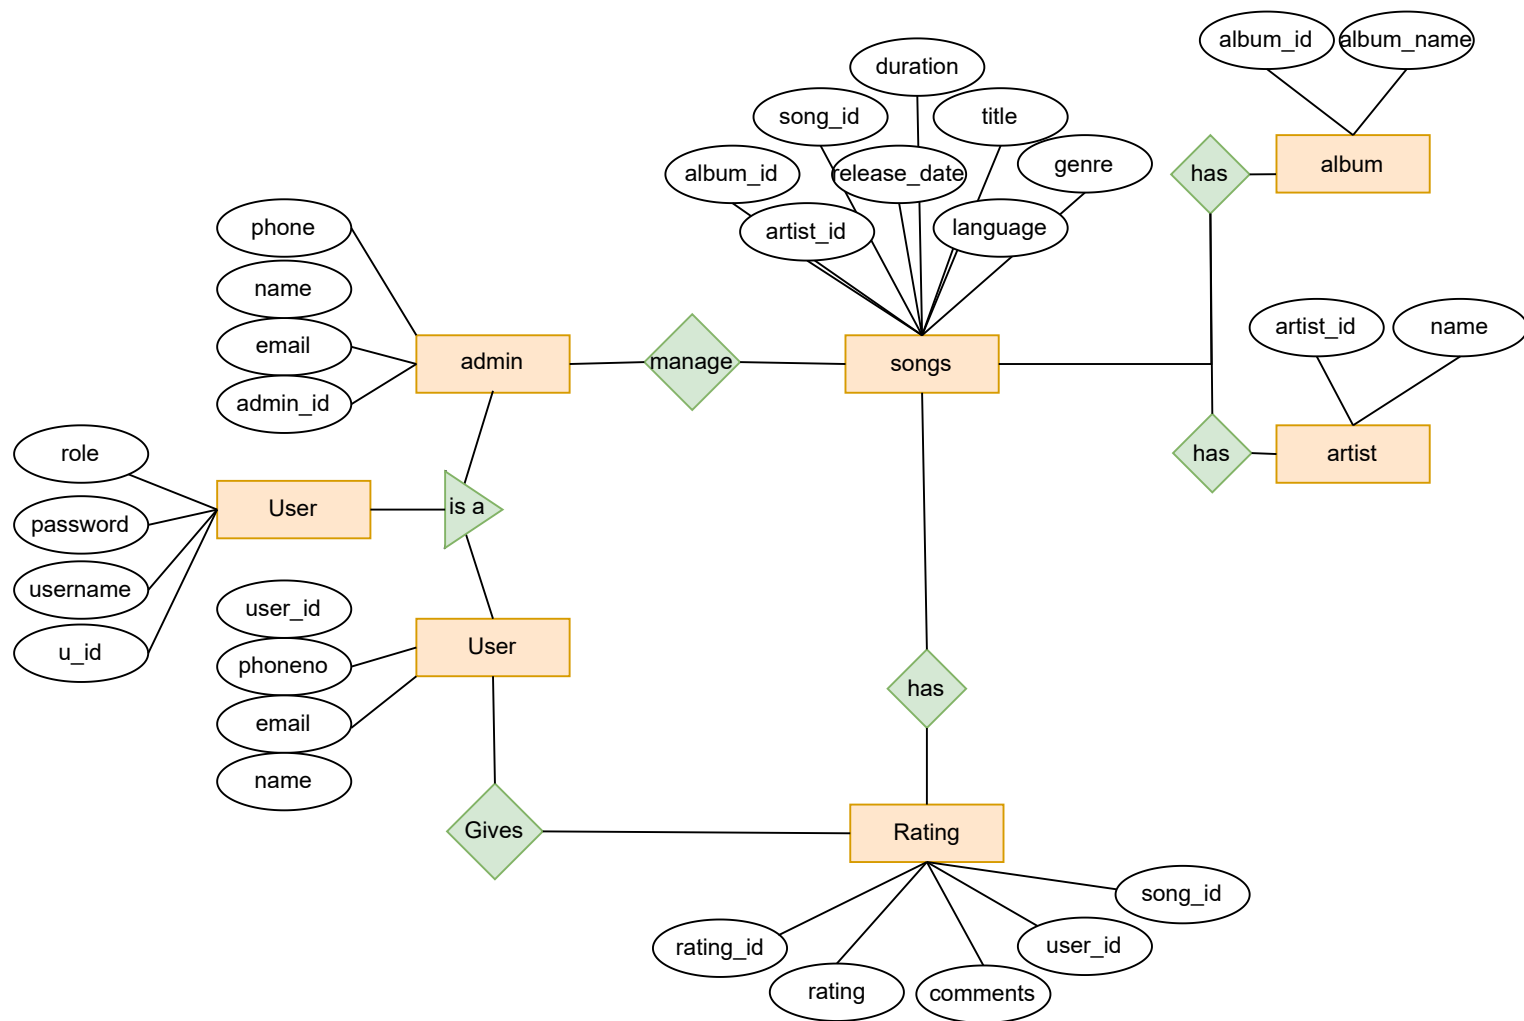 album_id
album_name
duration
song_id
title
album_id
release_date
genre
has
album
phone
artist_id
language
name
artist_id
name
email
admin
manage
songs
admin_id
role
has
artist
User
is a
password
username
user_id
u_id
phoneno
User
email
has
name
Gives
Rating
song_id
rating_id
user_id
rating
comments